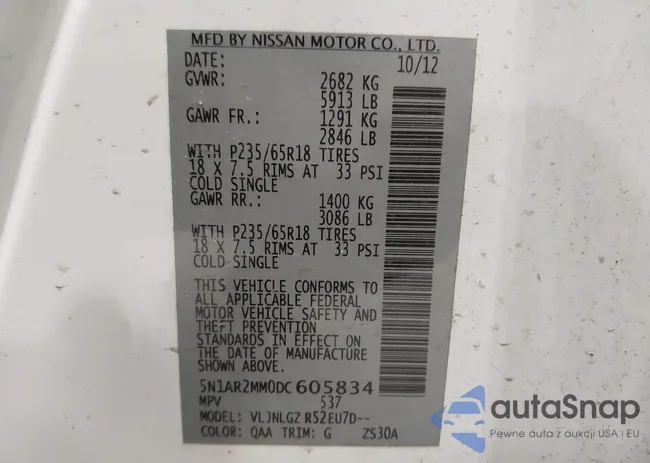 MFD BY NISSAN MOTOR CO., LTD.
DATE: 10/12
GVWR: 2682 KG
5913 LB
GAWR FR.: 1291 KG
2846 LB
WITH P235/65R18 TIRES
18 X 7.5 RIMS AT 33 PSI
COLD SINGLE
GAWR RR.: 1400 KG
3086 LB
WITH P235/65R18 TIRES
18 X 7.5 RIMS AT 33 PSI
COLD SINGLE
THIS VEHICLE CONFORMS TO
ALL APPLICABLE FEDERAL
MOTOR VEHICLE SAFETY AND
THEFT PREVENTION
STANDARDS IN EFFECT ON
THE DATE OF MANUFACTURE
SHOWN ABOVE.
5N1AR2MM0DC605834
MPV 537
MODEL: VLJNLGZ R52EU7D--
COLOR: QAA TRIM: G ZS30A
autoSnap
Pewne auta z aukcji USA i EU